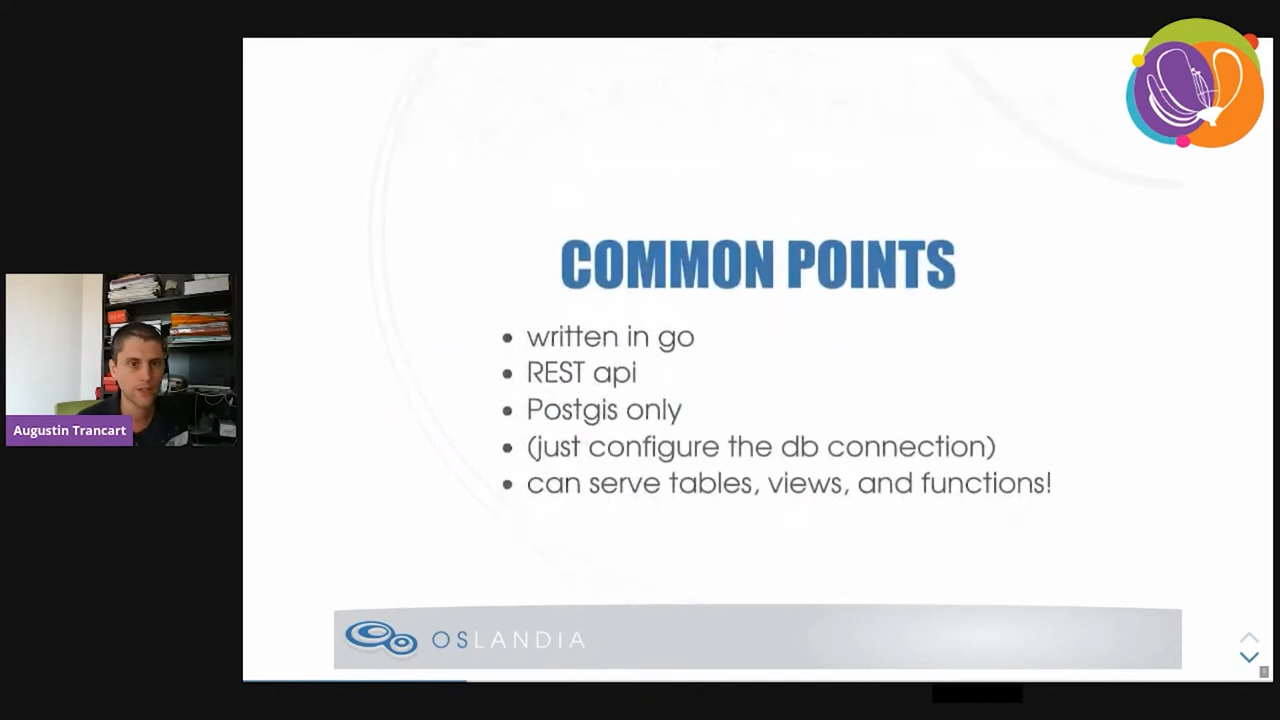 COMMON POINTS
written in go
REST api
Postgis only
(just configure the db connection)
can serve tables, views, and functions!
Augustin Trancart
OSLANDIA